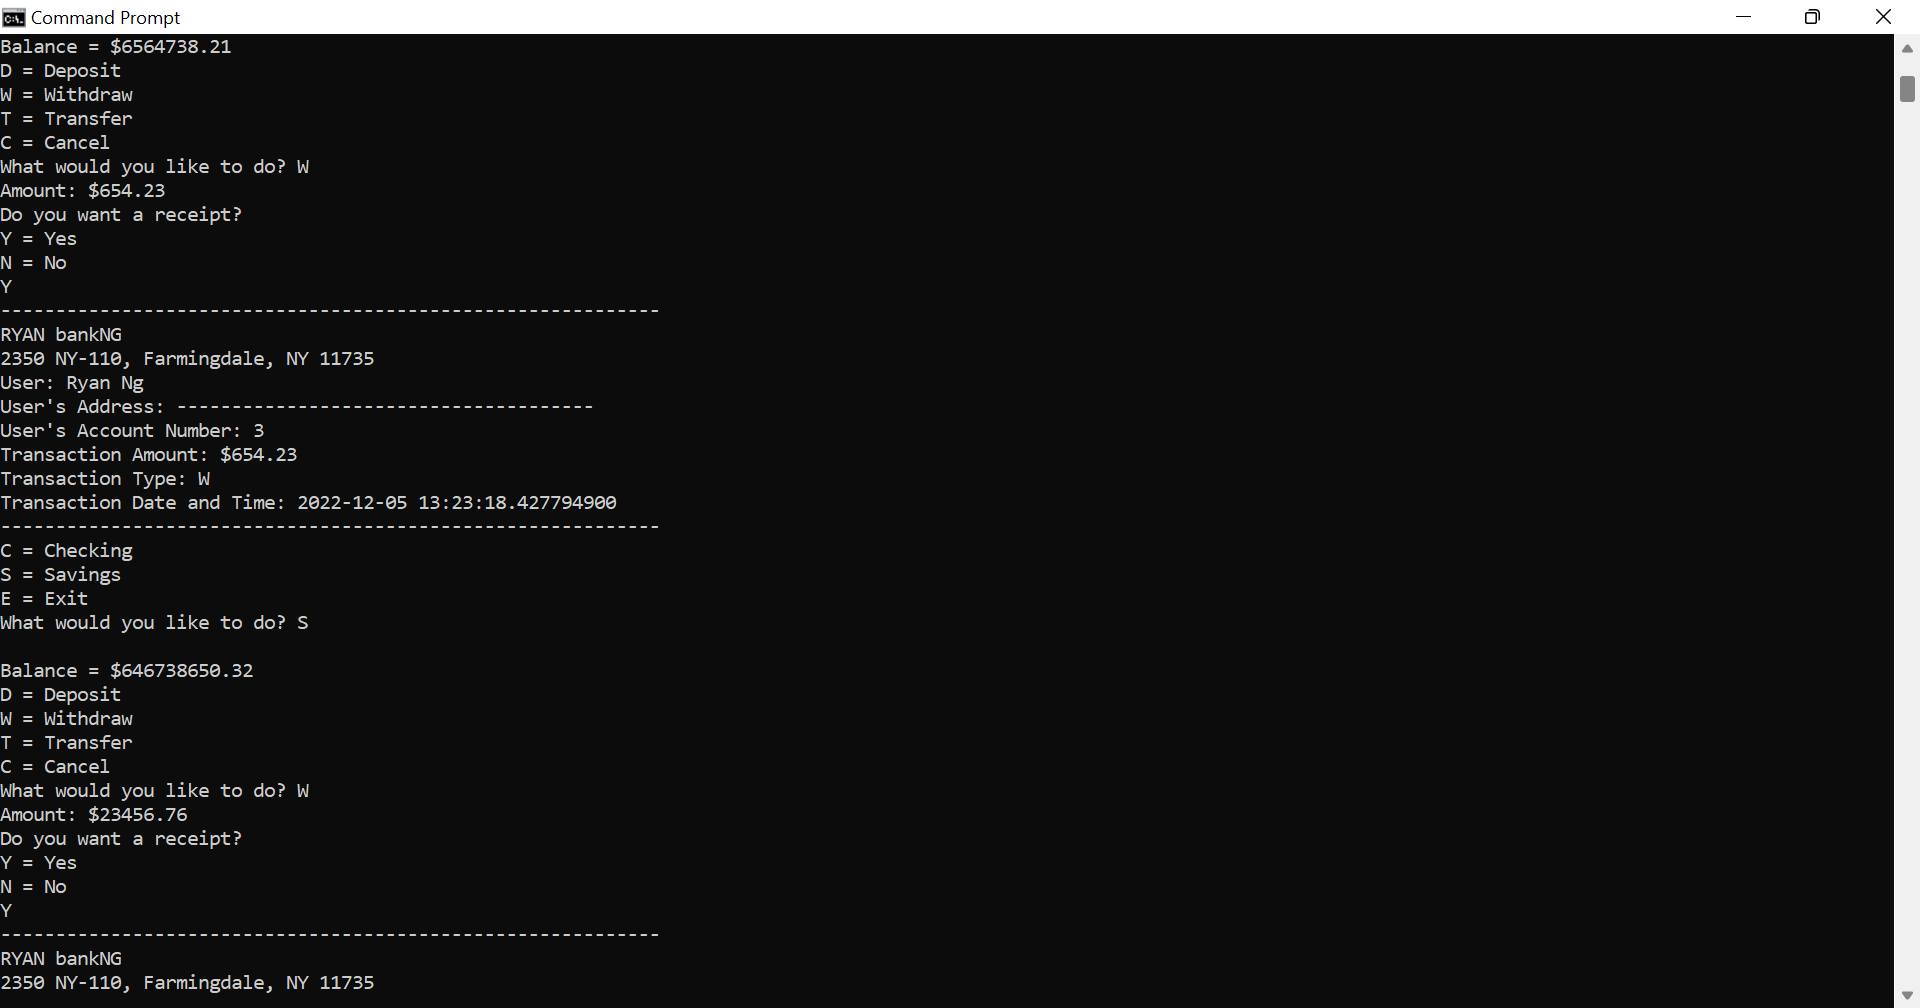 Command Prompt
Balance = $6564738.21
D = Deposit
W = Withdraw
T = Transfer
C = Cancel
What would you like to do? W
Amount: $654.23
Do you want a receipt?
Y = Yes
N = No
Y
------------------------------------------------------------
RYAN bankNG
2350 NY-110, Farmingdale, NY 11735
User: Ryan Ng
User's Address: --------------------------------------
User's Account Number: 3
Transaction Amount: $654.23
Transaction Type: W
Transaction Date and Time: 2022-12-05 13:23:18.427794900
------------------------------------------------------------
C = Checking
S = Savings
E = Exit
What would you like to do? S

Balance = $646738650.32
D = Deposit
W = Withdraw
T = Transfer
C = Cancel
What would you like to do? W
Amount: $23456.76
Do you want a receipt?
Y = Yes
N = No
Y
------------------------------------------------------------
RYAN bankNG
2350 NY-110, Farmingdale, NY 11735